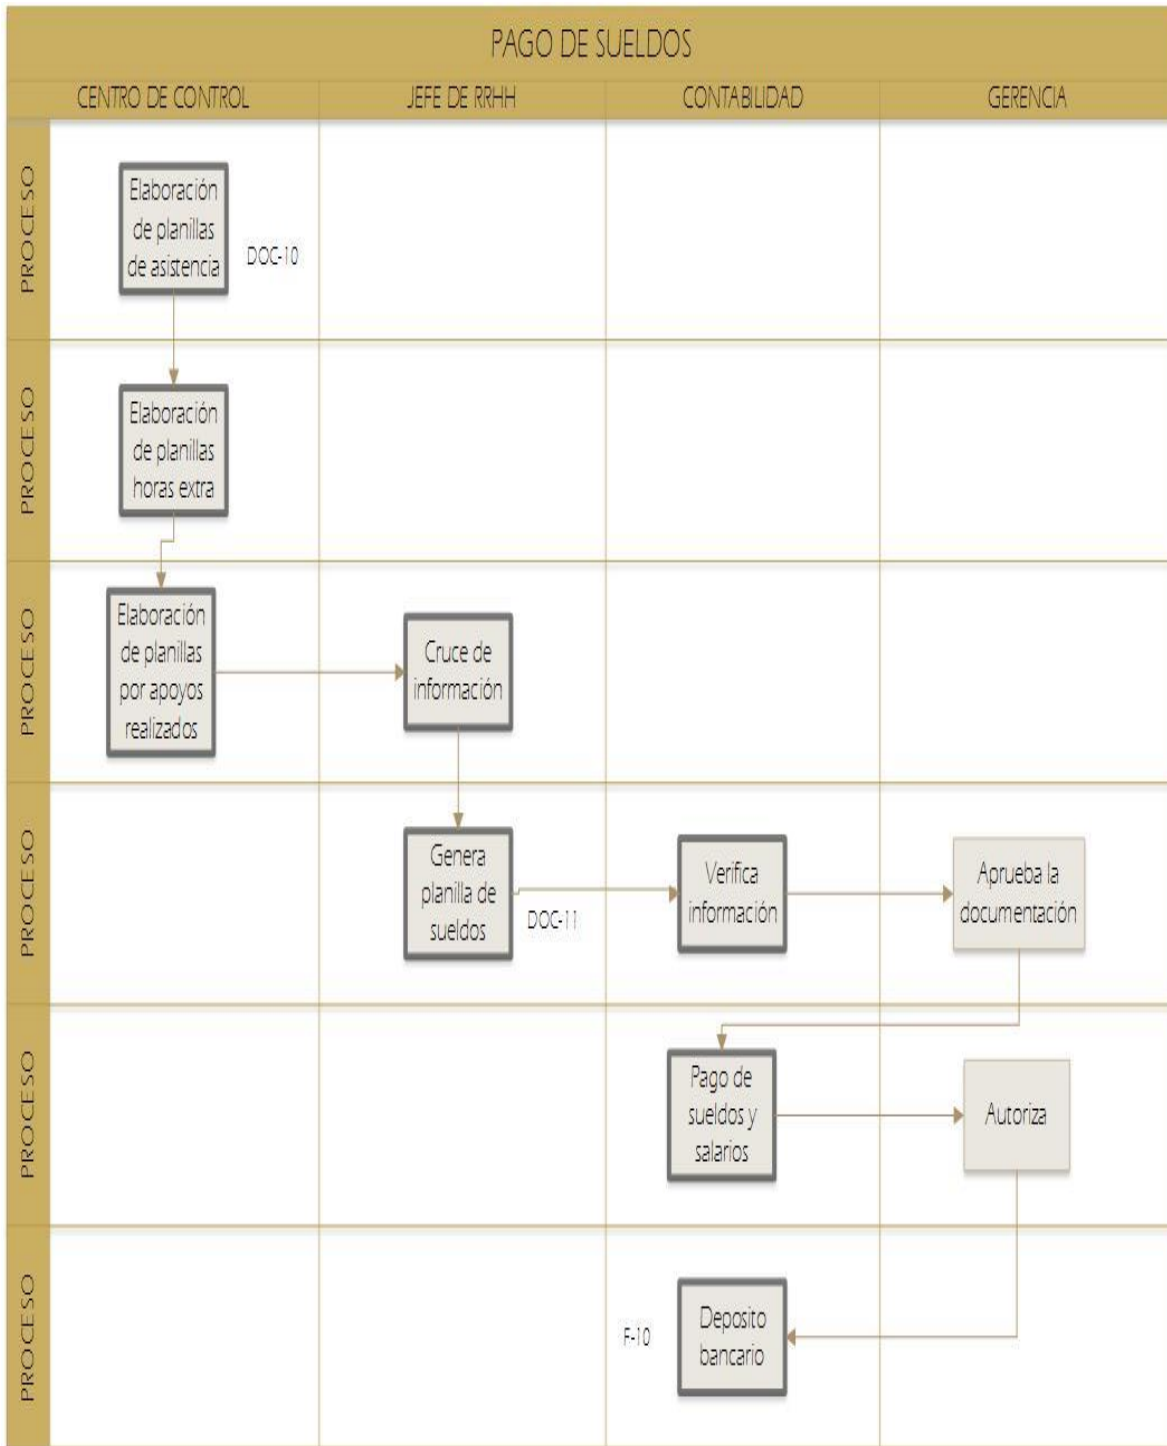 PAGO DE SUELDOS
CENTRO DE CONTROL
JEFE DE RRHH
CONTABILIDAD
GERENCIA
PROCESO
Elaboración
de planillas
de asistencia
DOC-10
PROCESO
Elaboración
de planillas
horas extra
PROCESO
Elaboración
de planillas
por apoyos
realizados
Cruce de
información
PROCESO
Genera
planilla de
sueldos
DOC-11
Verifica
información
Aprueba la
documentación
PROCESO
Pago de
sueldos y
salarios
Autoriza
PROCESO
F-10
Deposito
bancario